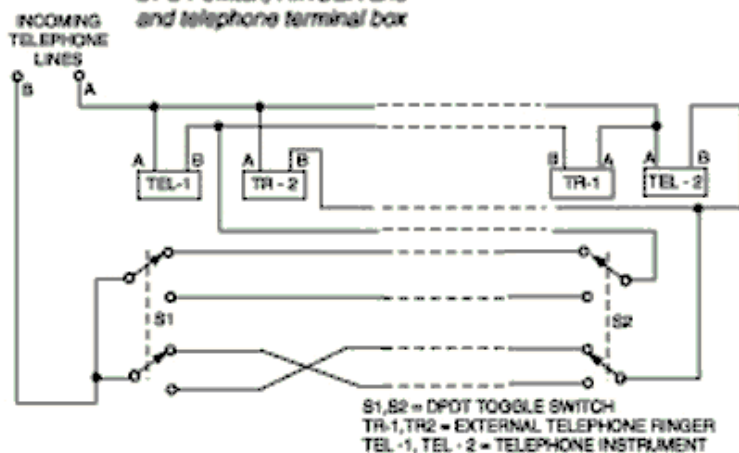 and telephone terminal box
INCOMING
TELEPHONE
LINES
B
A
A
B
A
B
B
A
A
B
TEL-1
TR - 2
TR-1
TEL - 2
S1
S2
S1,S2 = DPDT TOGGLE SWITCH
TR-1,TR2 = EXTERNAL TELEPHONE RINGER
TEL -1, TEL - 2 = TELEPHONE INSTRUMENT